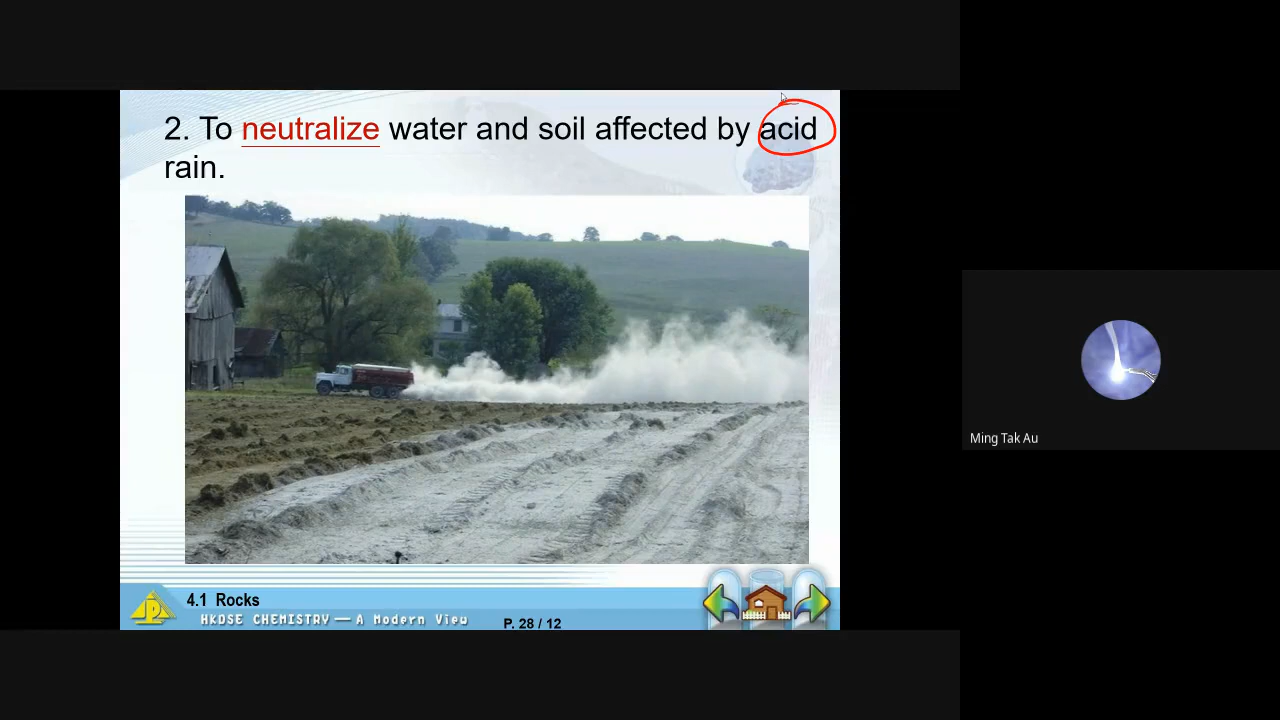 2. To neutralize water and soil affected by acid
rain.
Ming Tak Au
4.1 Rocks
HKDSE CHEMISTRY — A Modern View
P. 28 / 12